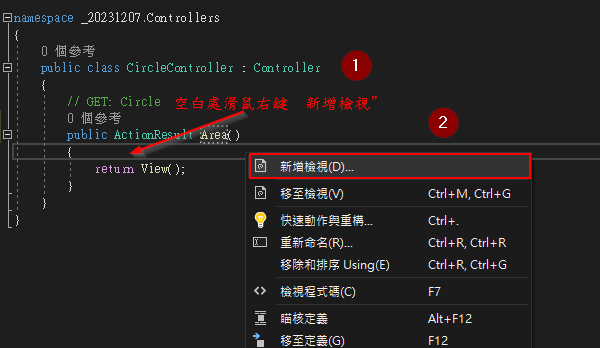 namespace _20231207.Controllers
{
0 個參考
public class CircleController : Controller
1
{
// GET: Circle
空白處滑鼠右鍵 新增檢視”
0 個參考
public ActionResult Area()
2
{
return View();
}
}
}
新增檢視(D)...
移至檢視(V) Ctrl+M, Ctrl+G
快速動作與重構... Ctrl+.
重新命名(R)... Ctrl+R, Ctrl+R
移除和排序 Using(E) Ctrl+R, Ctrl+G
檢視程式碼(C) F7
瞄核定義 Alt+F12
移至定義(G) F12